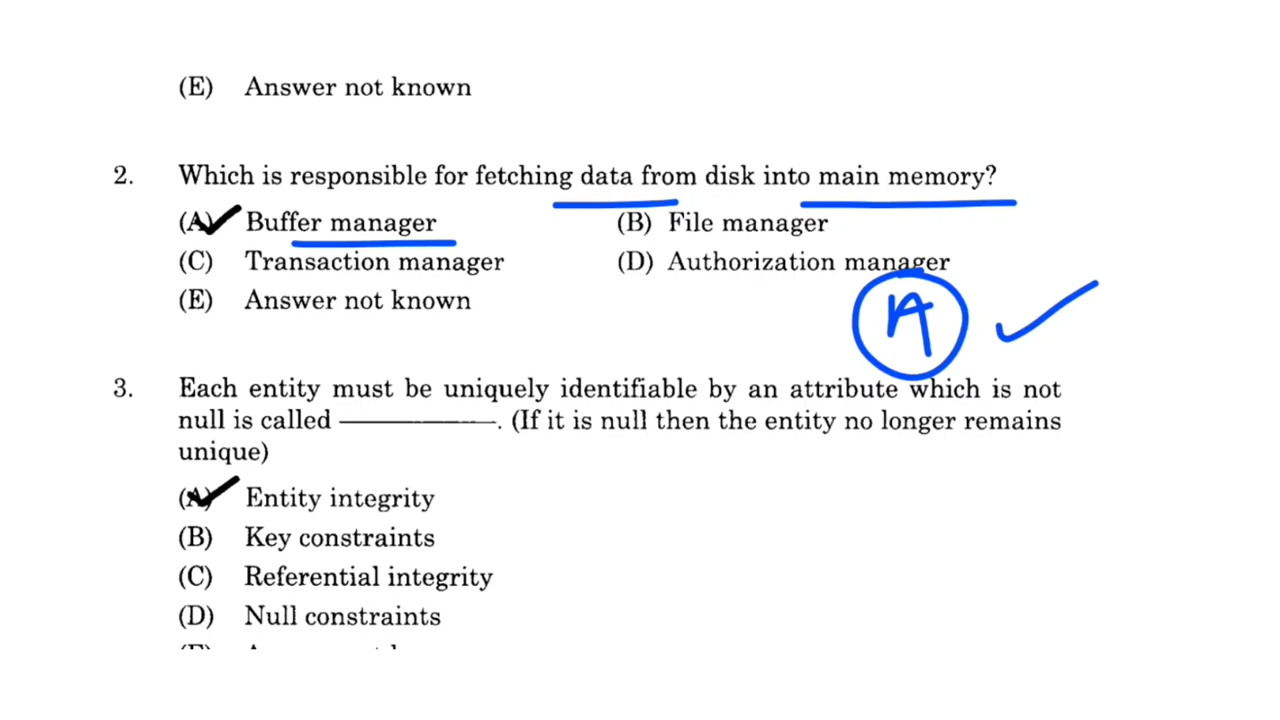 (E) Answer not known
2. Which is responsible for fetching data from disk into main memory?
(A) Buffer manager (B) File manager
(C) Transaction manager (D) Authorization manager
(E) Answer not known
A
3. Each entity must be uniquely identifiable by an attribute which is not
null is called ————. (If it is null then the entity no longer remains
unique)
(A) Entity integrity
(B) Key constraints
(C) Referential integrity
(D) Null constraints